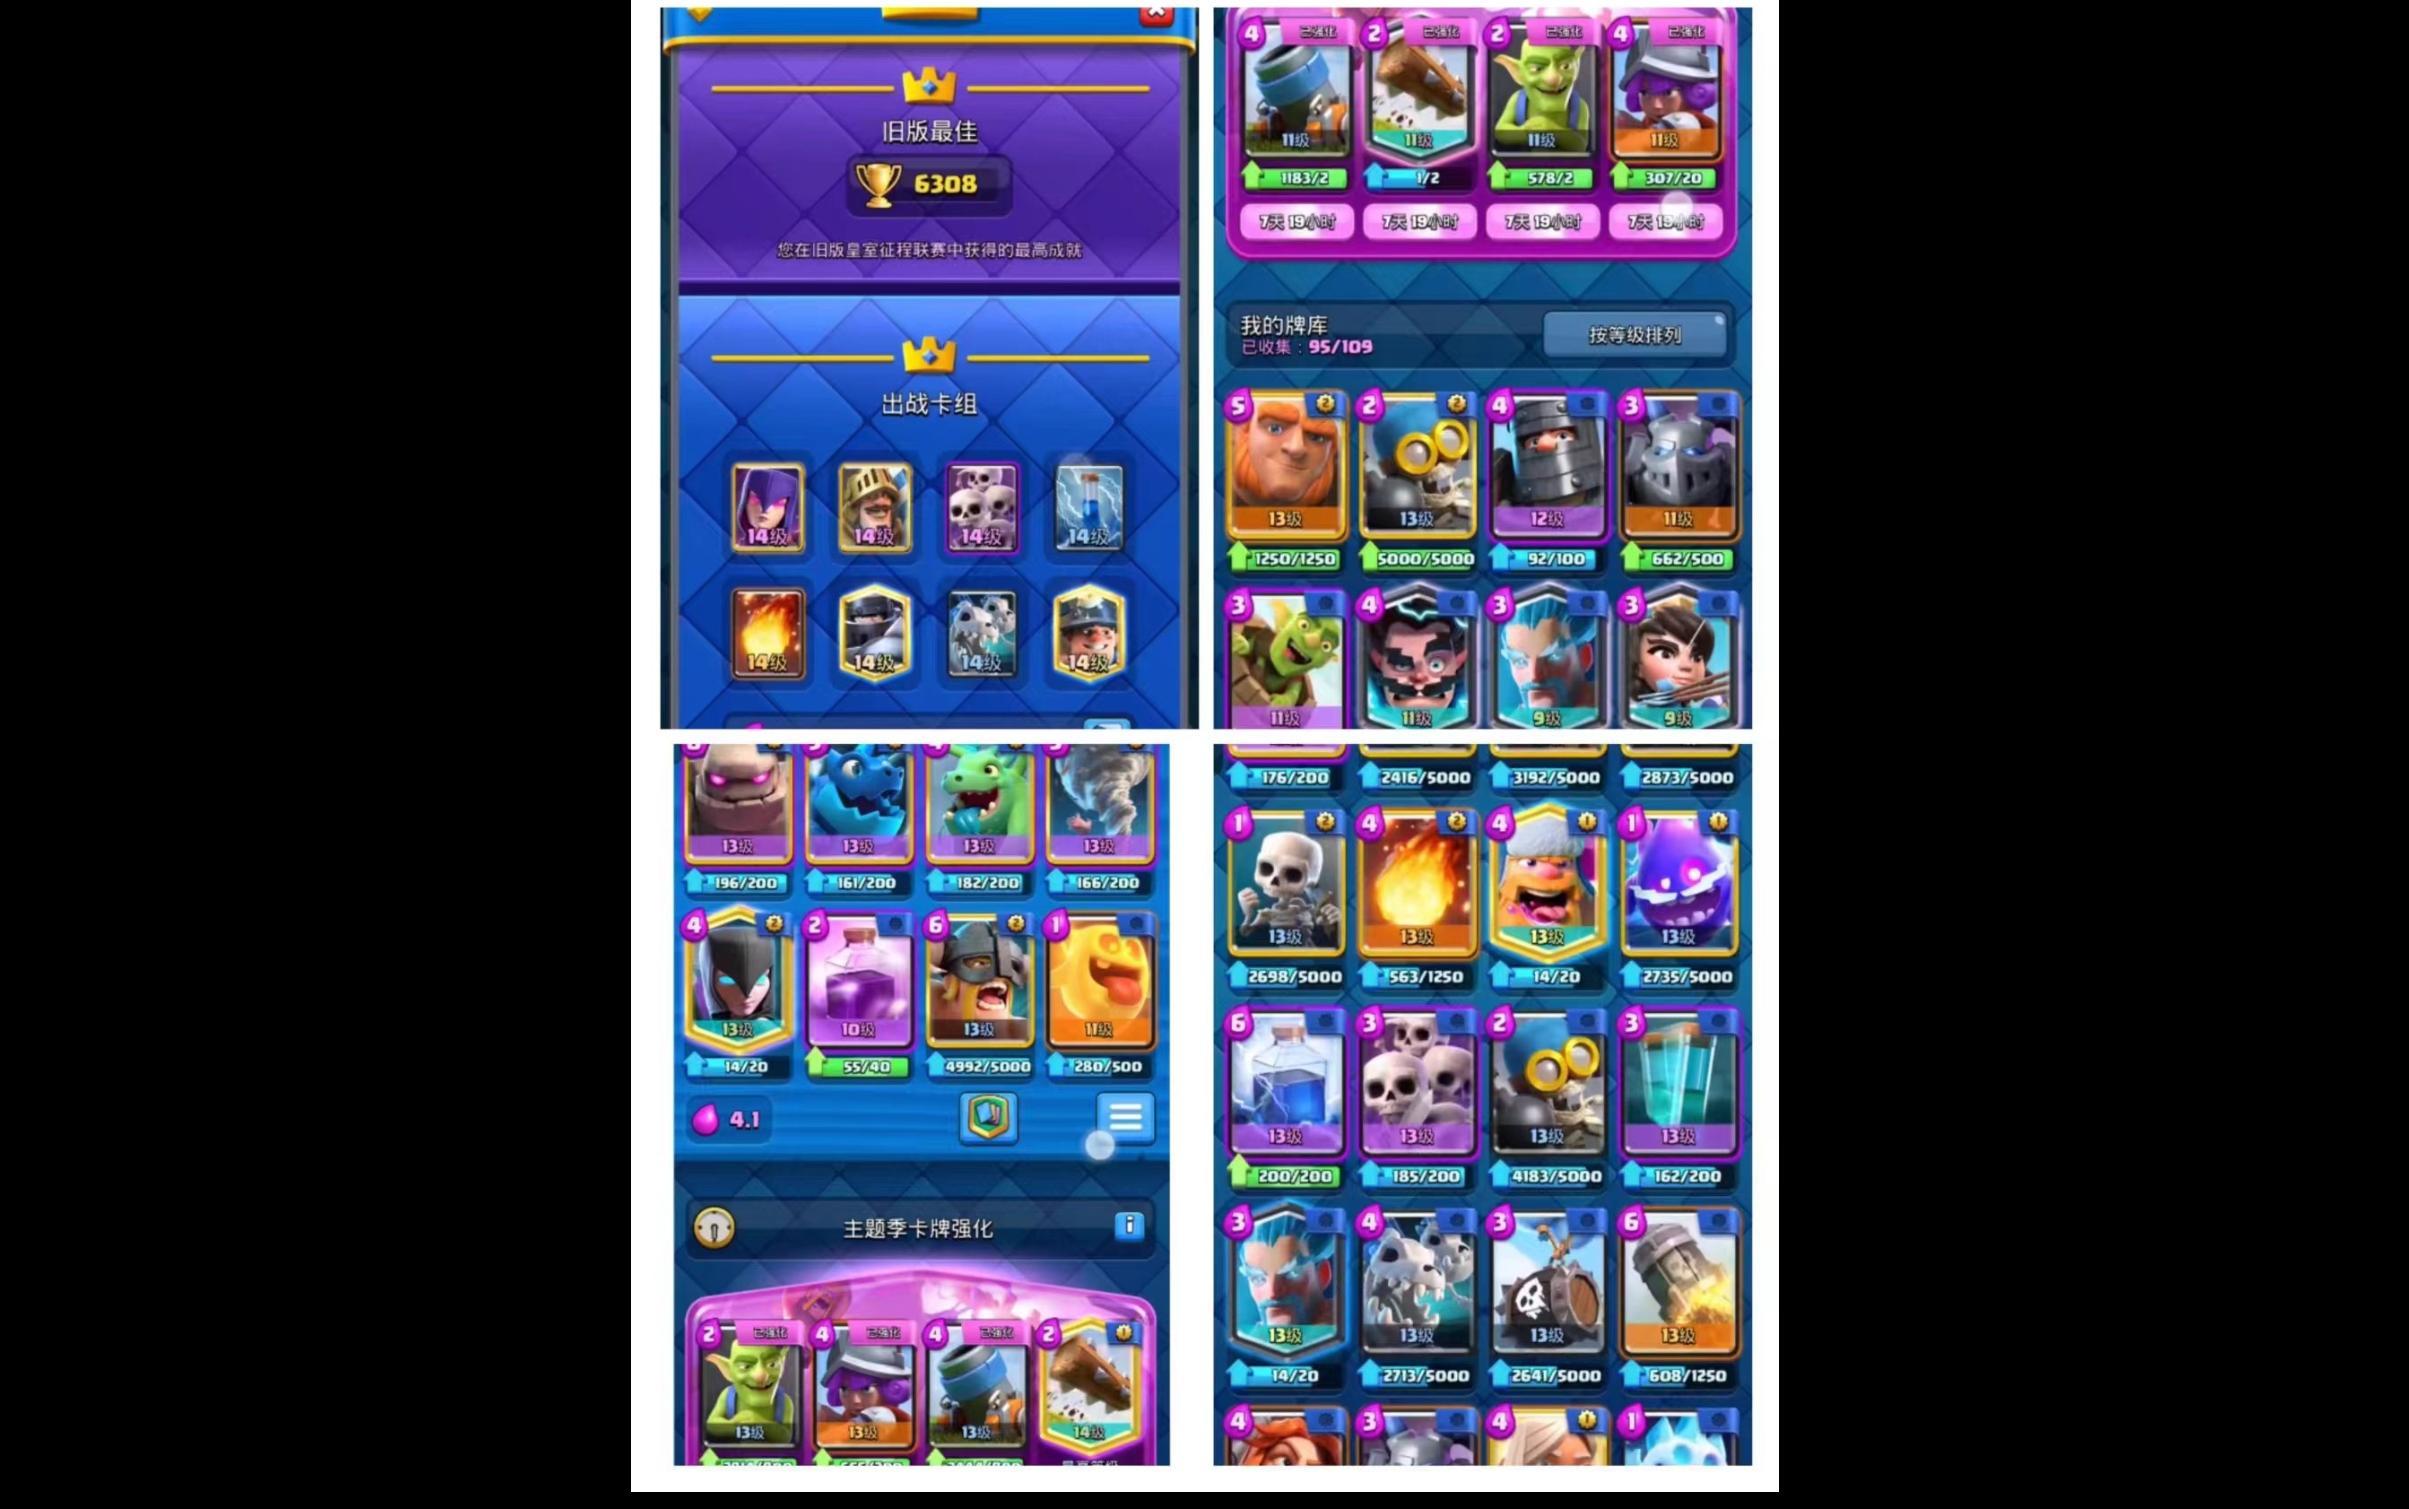 旧版最佳
6308
您在旧版皇室征程联赛中获得的最高成就
出战卡组
14级 14级 14级 14级
14级 14级 14级 14级
4 已强化 2 已强化 2 已强化 4 已强化
11级 11级 11级 11级
1183/2 1/2 578/2 307/20
7天 19小时 7天 19小时 7天 19小时 7天 19小时
我的牌库
按等级排列
已收集：95/109
5 2 2 2 4 3
13级 13级 12级 11级
1250/1250 5000/5000 92/100 662/500
3 4 3 3
11级 11级 9级 9级
13级 13级 13级 13级
196/200 161/200 182/200 166/200
4 2 2 6 2 1
13级 10级 13级 11级
14/20 55/40 4992/5000 280/500
4.1
主题季卡牌强化
2 已强化 4 已强化 4 已强化 2 1
13级 13级 13级 14级
176/200 2416/5000 3192/5000 2873/5000
1 2 4 2 4 1 1 1
13级 13级 13级 13级
2698/5000 563/1250 14/20 2735/5000
6 3 2 3
13级 13级 13级 13级
200/200 185/200 4183/5000 162/200
3 4 3 6
13级 13级 13级 13级
14/20 2713/5000 2641/5000 608/1250
4 3 4 1 1